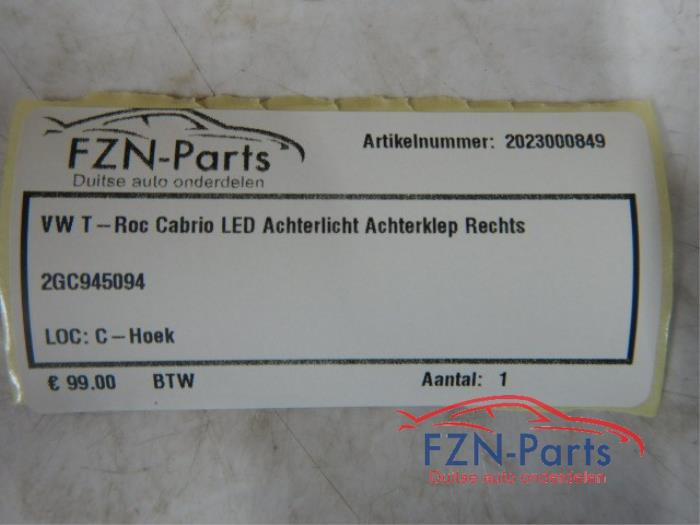 FZN-Parts
Duitse auto onderdelen
Artikelnummer: 2023000849
VW T-Roc Cabrio LED Achterlicht Achterklep Rechts
2GC945094
LOC: C-Hoek
€ 99.00 BTW Aantal: 1
FZN-Parts
Duitse auto onderdelen